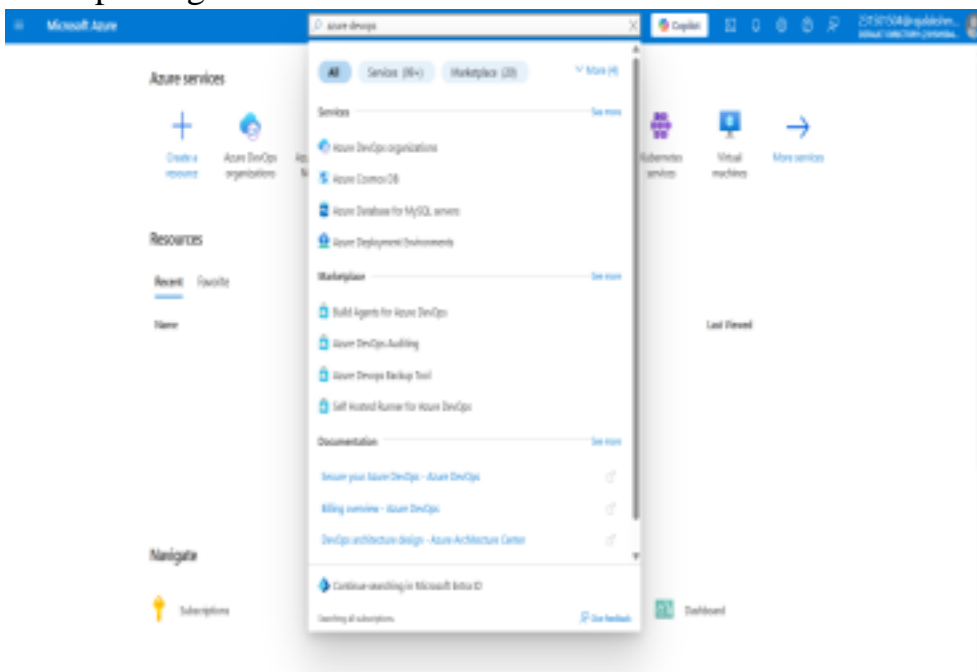 Microsoft Azure
azure devops
Copilot
Azure services
All
Services (99+)
Marketplace (20)
More (4)
Services
See more
Create a resource
Azure DevOps organizations
Kubernetes services
Virtual machines
More services
Azure DevOps organizations
Azure Cosmos DB
Azure Database for MySQL servers
Azure Deployment Environments
Resources
Recent
Favorite
Marketplace
See more
Name
Last Viewed
Build Agents for Azure DevOps
Azure DevOps Auditing
Azure Devops Backup Tool
Self Hosted Runner for Azure DevOps
Documentation
See more
Secure your Azure DevOps - Azure DevOps
Billing overview - Azure DevOps
DevOps architecture design - Azure Architecture Center
Navigate
Continue searching in Microsoft Entra ID
Subscriptions
Dashboard
Searching all subscriptions.
Give feedback